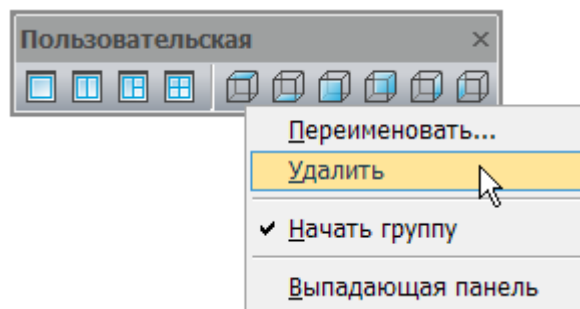 Пользовательская
Переименовать...
Удалить
Начать группу
Выпадающая панель